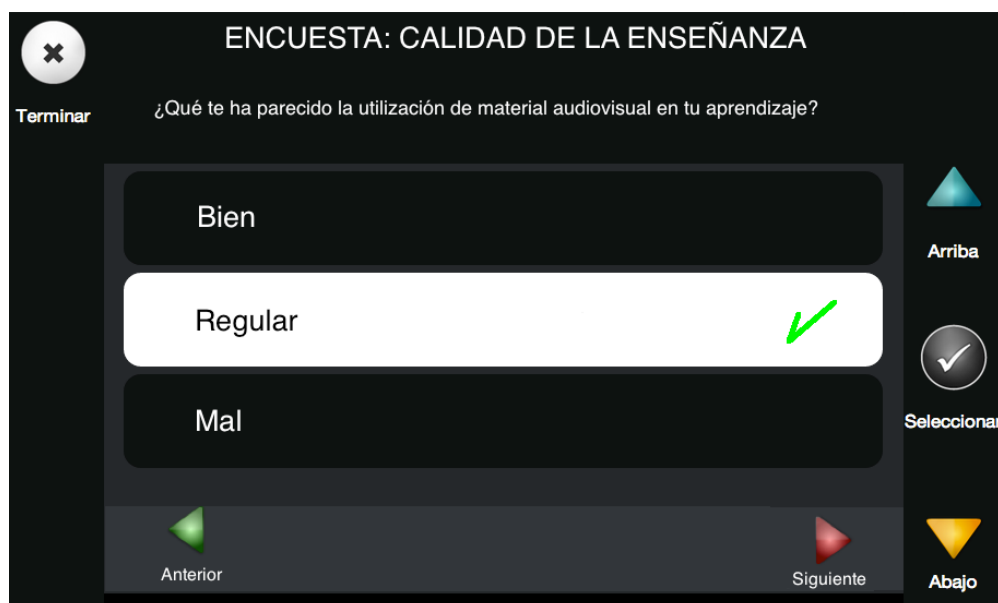 ENCUESTA: CALIDAD DE LA ENSEÑANZA
Terminar
¿Qué te ha parecido la utilización de material audiovisual en tu aprendizaje?
Bien
Arriba
Regular
Mal
Seleccionar
Anterior
Siguiente
Abajo